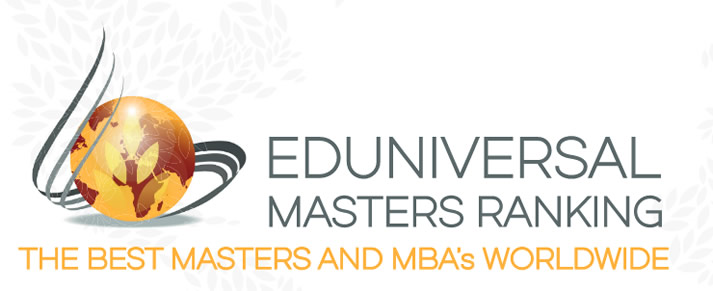 EDUNIVERSAL
MASTERS RANKING
THE BEST MASTERS AND MBA's WORLDWIDE